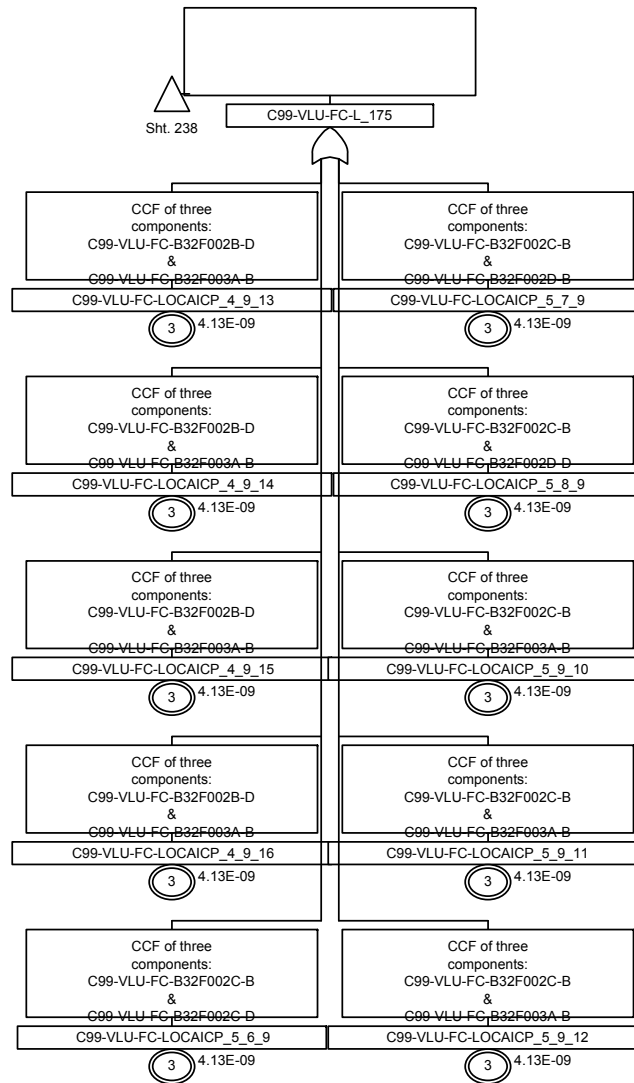 Sht. 238
C99-VLU-FC-L_175
CCF of three
components:
C99-VLU-FC-B32F002B-D
&
C99-VLU-FC-B32F003A-B
C99-VLU-FC-LOCAICP_4_9_13
3
4.13E-09
CCF of three
components:
C99-VLU-FC-B32F002C-B
&
C99-VLU-FC-B32F002D-B
C99-VLU-FC-LOCAICP_5_7_9
3
4.13E-09
CCF of three
components:
C99-VLU-FC-B32F002B-D
&
C99-VLU-FC-B32F003A-B
C99-VLU-FC-LOCAICP_4_9_14
3
4.13E-09
CCF of three
components:
C99-VLU-FC-B32F002C-B
&
C99-VLU-FC-B32F002D-D
C99-VLU-FC-LOCAICP_5_8_9
3
4.13E-09
CCF of three
components:
C99-VLU-FC-B32F002B-D
&
C99-VLU-FC-B32F003A-B
C99-VLU-FC-LOCAICP_4_9_15
3
4.13E-09
CCF of three
components:
C99-VLU-FC-B32F002C-B
&
C99-VLU-FC-B32F003A-B
C99-VLU-FC-LOCAICP_5_9_10
3
4.13E-09
CCF of three
components:
C99-VLU-FC-B32F002B-D
&
C99-VLU-FC-B32F003A-B
C99-VLU-FC-LOCAICP_4_9_16
3
4.13E-09
CCF of three
components:
C99-VLU-FC-B32F002C-B
&
C99-VLU-FC-B32F003A-B
C99-VLU-FC-LOCAICP_5_9_11
3
4.13E-09
CCF of three
components:
C99-VLU-FC-B32F002C-B
&
C99-VLU-FC-B32F002C-D
C99-VLU-FC-LOCAICP_5_6_9
3
4.13E-09
CCF of three
components:
C99-VLU-FC-B32F002C-B
&
C99-VLU-FC-B32F003A-B
C99-VLU-FC-LOCAICP_5_9_12
3
4.13E-09